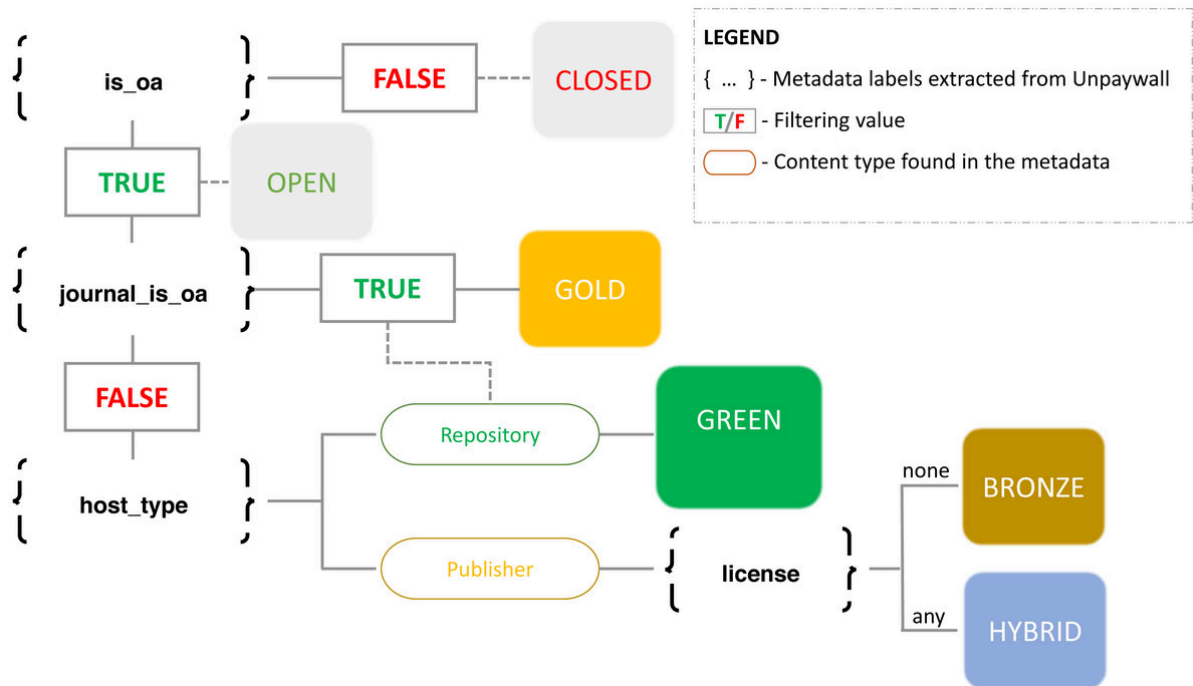 is_oa
FALSE
CLOSED
LEGEND
{ ... } - Metadata labels extracted from Unpaywall
T/F - Filtering value
- Content type found in the metadata
TRUE
OPEN
journal_is_oa
TRUE
GOLD
FALSE
Repository
GREEN
host_type
none
BRONZE
Publisher
license
any
HYBRID